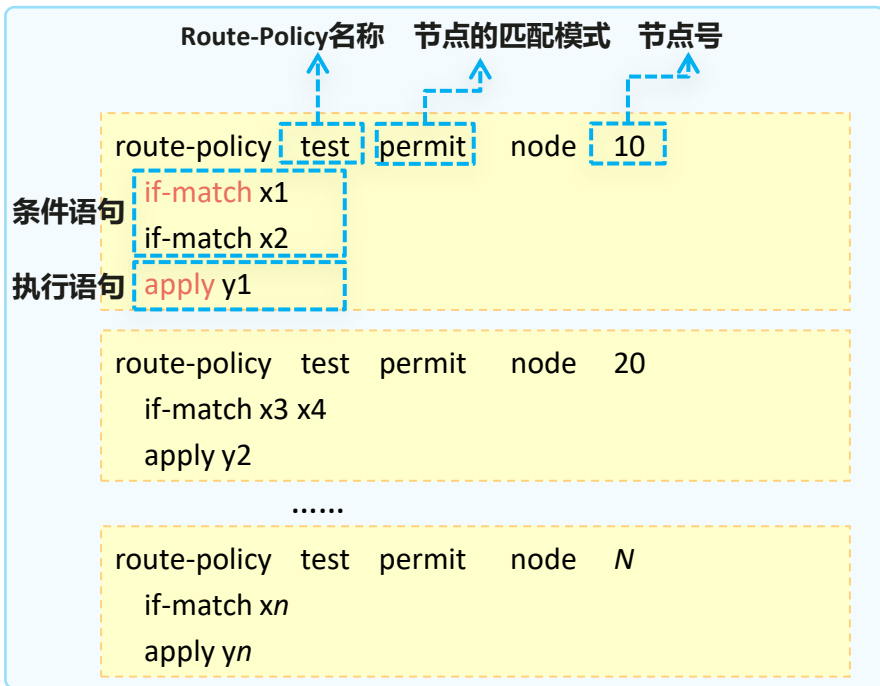 Route-Policy名称 节点的匹配模式 节点号
route-policy test permit node 10
条件语句
if-match x1
if-match x2
执行语句 apply y1
route-policy test permit node 20
if-match x3 x4
apply y2
......
route-policy test permit node N
if-match xn
apply yn